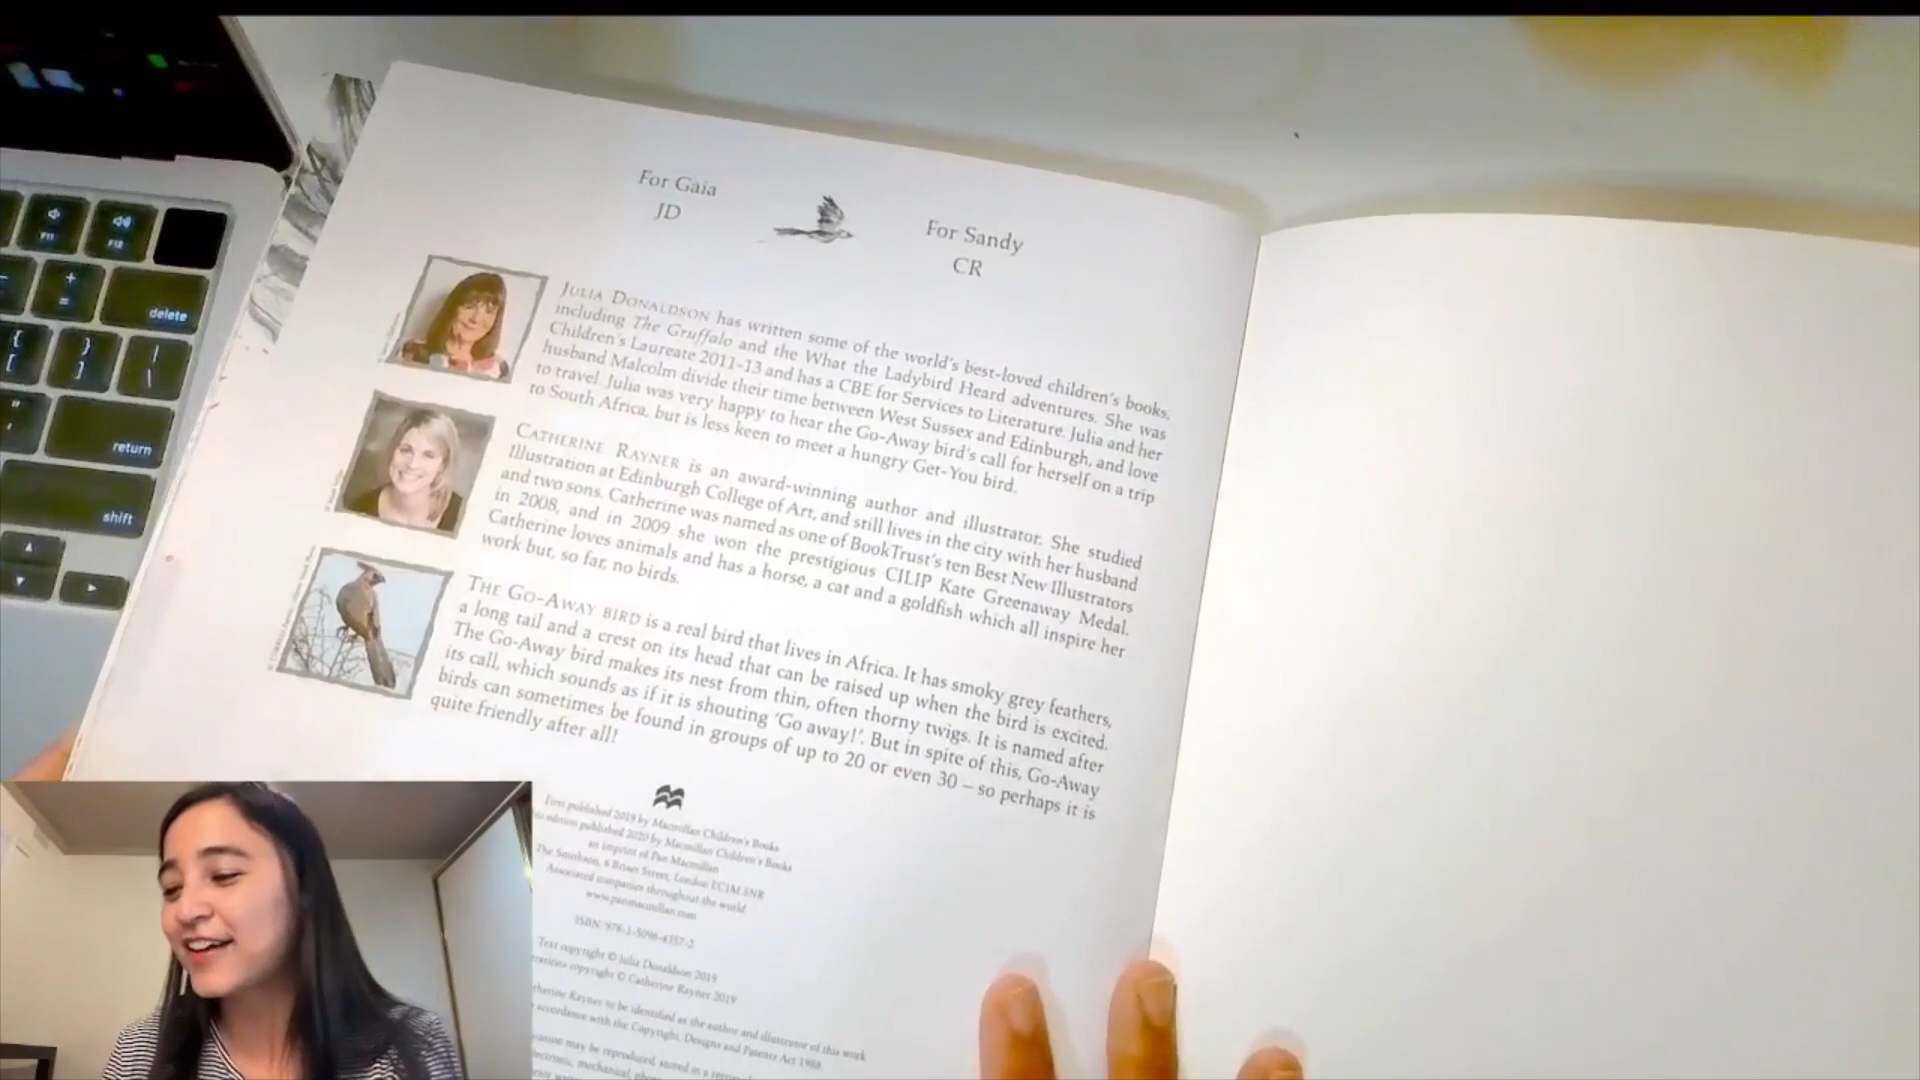 For Gaia
JD
For Sandy
CR
JULIA DONALDSON has written some of the world's best-loved children's books,
including The Gruffalo and the What the Ladybird Heard adventures. She was
Children's Laureate 2011-13 and has a CBE for Services to Literature. Julia and her
husband Malcolm divide their time between West Sussex and Edinburgh, and love
to travel. Julia was very happy to hear the Go-Away bird's call for herself on a trip
to South Africa, but is less keen to meet a hungry Get-You bird.
CATHERINE RAYNER is an award-winning author and illustrator. She studied
Illustration at Edinburgh College of Art, and still lives in the city with her husband
and two sons. Catherine was named as one of BookTrust's ten Best New Illustrators
in 2008, and in 2009 she won the prestigious CILIP Kate Greenaway Medal.
Catherine loves animals and has a horse, a cat and a goldfish which all inspire her
work but, so far, no birds.
THE GO-AWAY BIRD is a real bird that lives in Africa. It has smoky grey feathers,
a long tail and a crest on its head that can be raised up when the bird is excited.
The Go-Away bird makes its nest from thin, often thorny twigs. It is named after
its call, which sounds as if it is shouting 'Go away!'. But in spite of this, Go-Away
birds can sometimes be found in groups of up to 20 or even 30 – so perhaps it is
quite friendly after all!
First published 2019 by Macmillan Children's Books
edition published 2020 by Macmillan Children's Books
an imprint of Pan Macmillan
The Smithson, 6 Briset Street, London EC1M 5NR
Associated companies throughout the world
www.panmacmillan.com
ISBN: 978-1-5098-4357-2
Text copyright © Julia Donaldson 2019
copyright © Catherine Rayner 2019
Rayner to be identified as the author and illustrator of this work
accordance with the Copyright, Designs and Patents Act 1988.
may be reproduced, stored in a
mechanical,
F11
F12
+
=
delete
{
[
}
]
|
\
"
'
return
shift